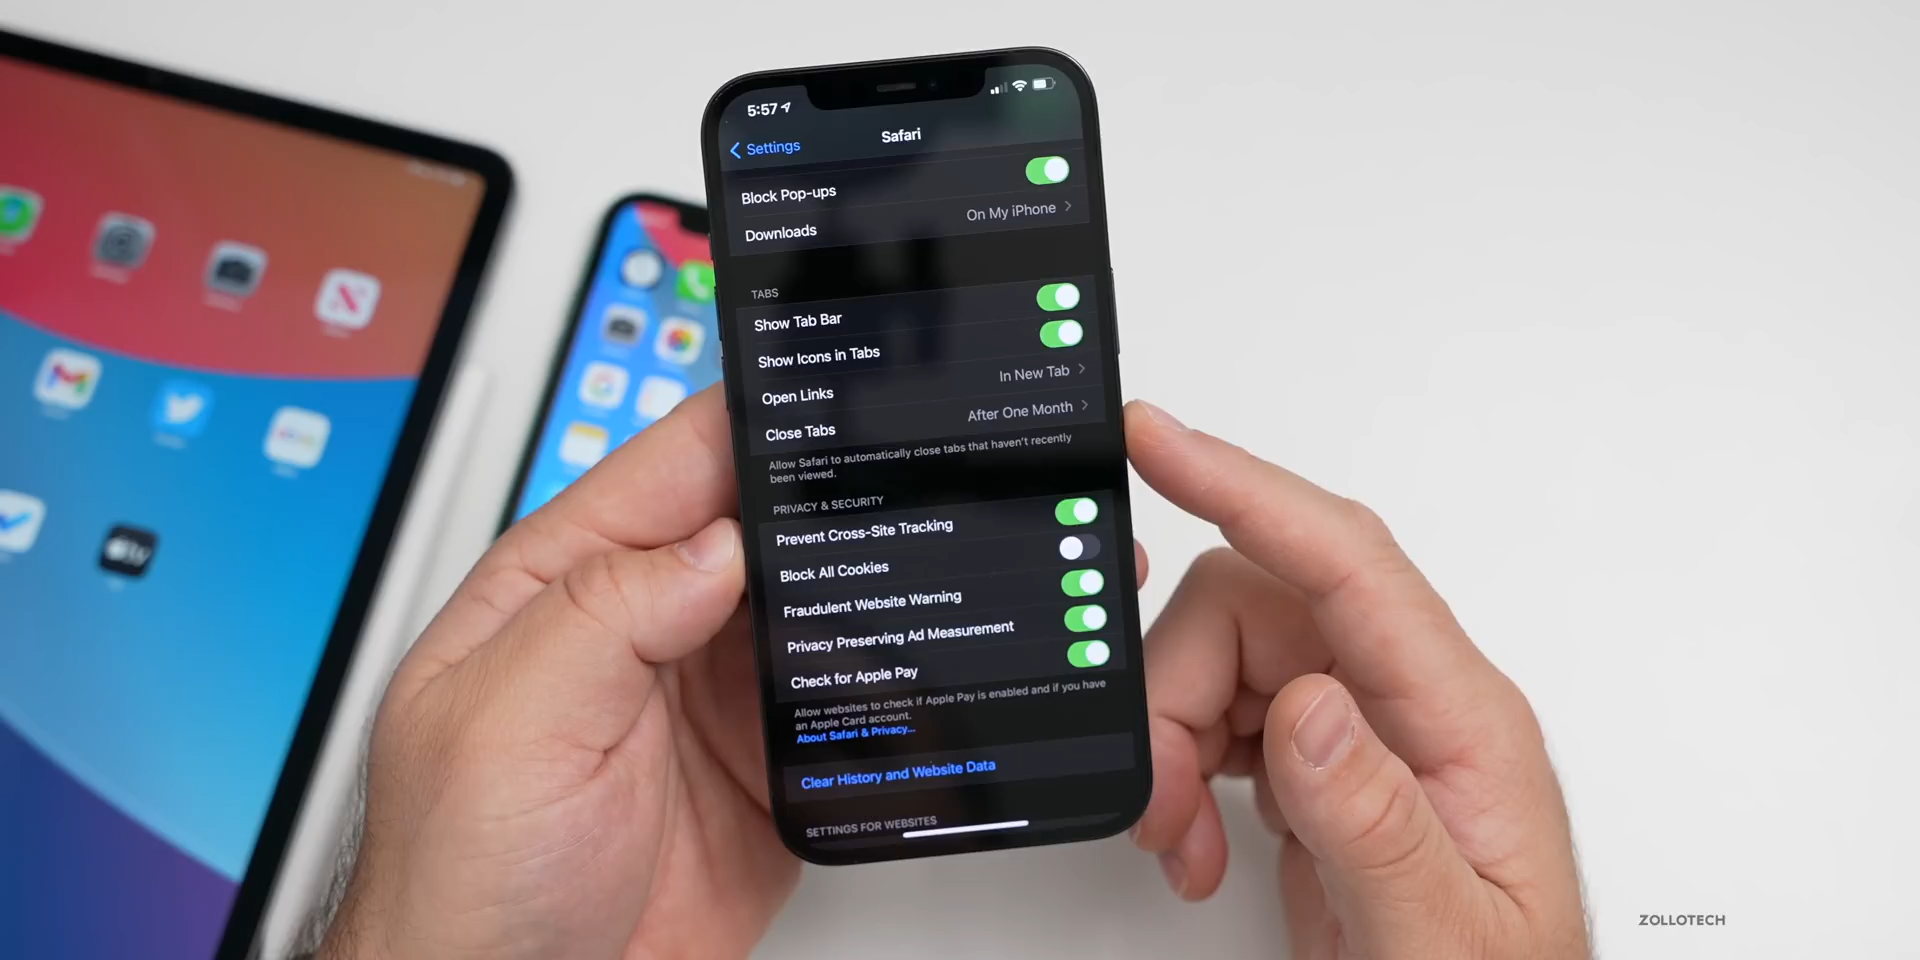 5:57
Settings
Safari
Block Pop-ups
Downloads
On My iPhone
TABS
Show Tab Bar
Show Icons in Tabs
Open Links
In New Tab
Close Tabs
After One Month
Allow Safari to automatically close tabs that haven't recently
been viewed.
PRIVACY & SECURITY
Prevent Cross-Site Tracking
Block All Cookies
Fraudulent Website Warning
Privacy Preserving Ad Measurement
Check for Apple Pay
Allow websites to check if Apple Pay is enabled and if you have
an Apple Card account.
About Safari & Privacy...
Clear History and Website Data
SETTINGS FOR WEBSITES
ZOLLOTECH